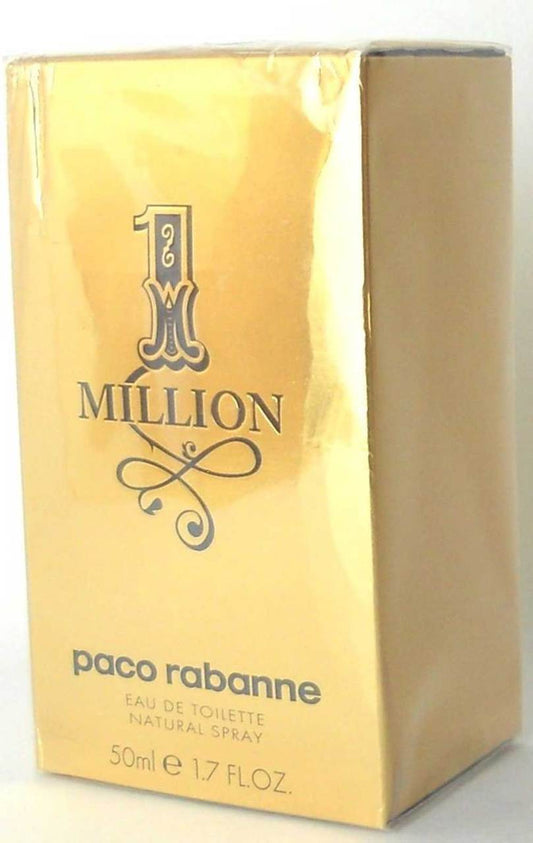 1
MILLION
paco rabanne
EAU DE TOILETTE
NATURAL SPRAY
50ml e 1.7 FL.OZ.